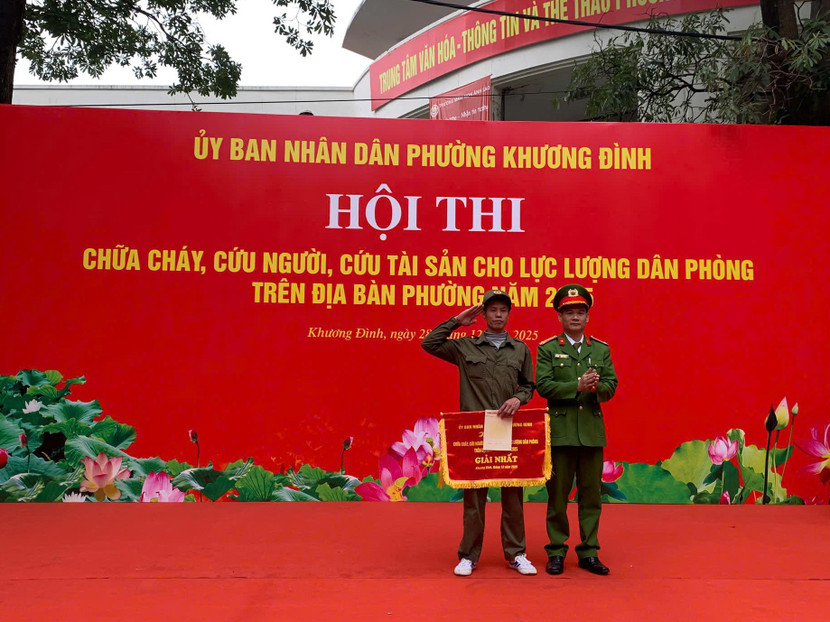 TRUNG TÂM VĂN HÓA - THÔNG TIN VÀ THỂ THAO
ỦY BAN NHÂN DÂN PHƯỜNG KHƯƠNG ĐÌNH
HỘI THI
CHỮA CHÁY, CỨU NGƯỜI, CỨU TÀI SẢN CHO LỰC LƯỢNG DÂN PHÒNG
TRÊN ĐỊA BÀN PHƯỜNG NĂM
Khương Đình, ngày 28 12 2025
GIẢI NHẤT